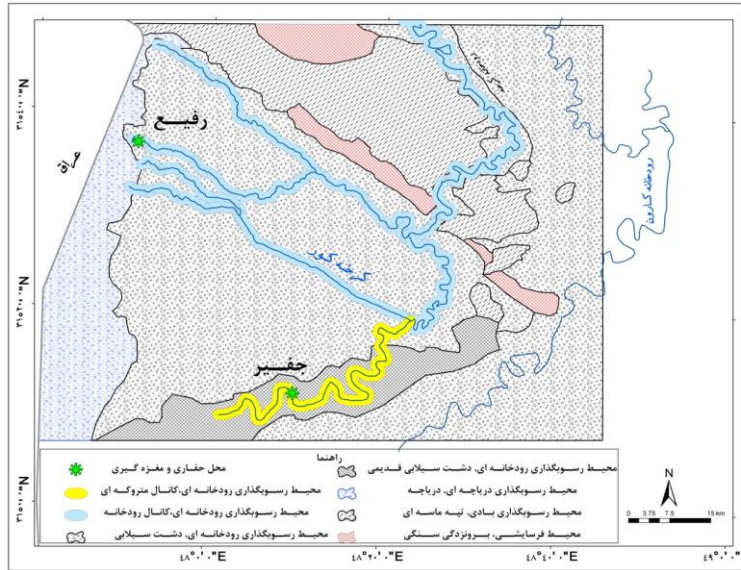 رفیع
عراق
رودخانه کارون
کرخه کور
جفیر
راهنما
محل حفاری و مغزه گیری
محیط رسوبگذاری رودخانه ای، دشت سیلابی قدیمی
محیط رسوبگذاری رودخانه ای،کانال متروکه ای
محیط رسوبگذاری دریاچه ای، دریاچه
محیط رسوبگذاری رودخانه ای،کانال رودخانه
محیط رسوبگذاری بادی، تپه ماسه ای
محیط رسوبگذاری رودخانه ای، دشت سیلابی
محیط فرسایشی، برونزدگی سنگی
N
0 3.75 7.5 15 km
۳۱°۴۰'۰"N
۳۱°۲۰'۰"N
۳۱°۰'۰"N
۴۸°۰'۰"E
۴۸°۲۰'۰"E
۴۸°۴۰'۰"E
۴۹°۰'۰"E